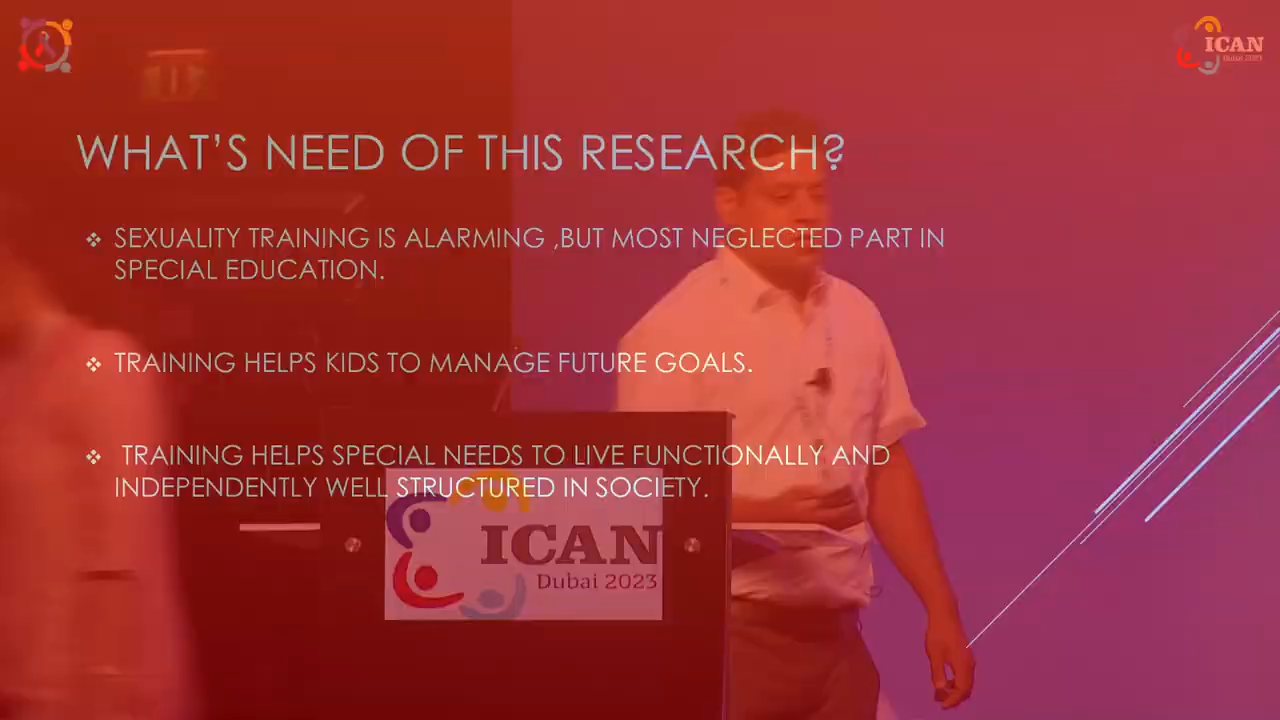 ICAN
Dubai 2023
WHAT'S NEED OF THIS RESEARCH?
❖ SEXUALITY TRAINING IS ALARMING ,BUT MOST NEGLECTED PART IN
SPECIAL EDUCATION.
❖ TRAINING HELPS KIDS TO MANAGE FUTURE GOALS.
❖ TRAINING HELPS SPECIAL NEEDS TO LIVE FUNCTIONALLY AND
INDEPENDENTLY WELL STRUCTURED IN SOCIETY.
ICAN
Dubai 2023